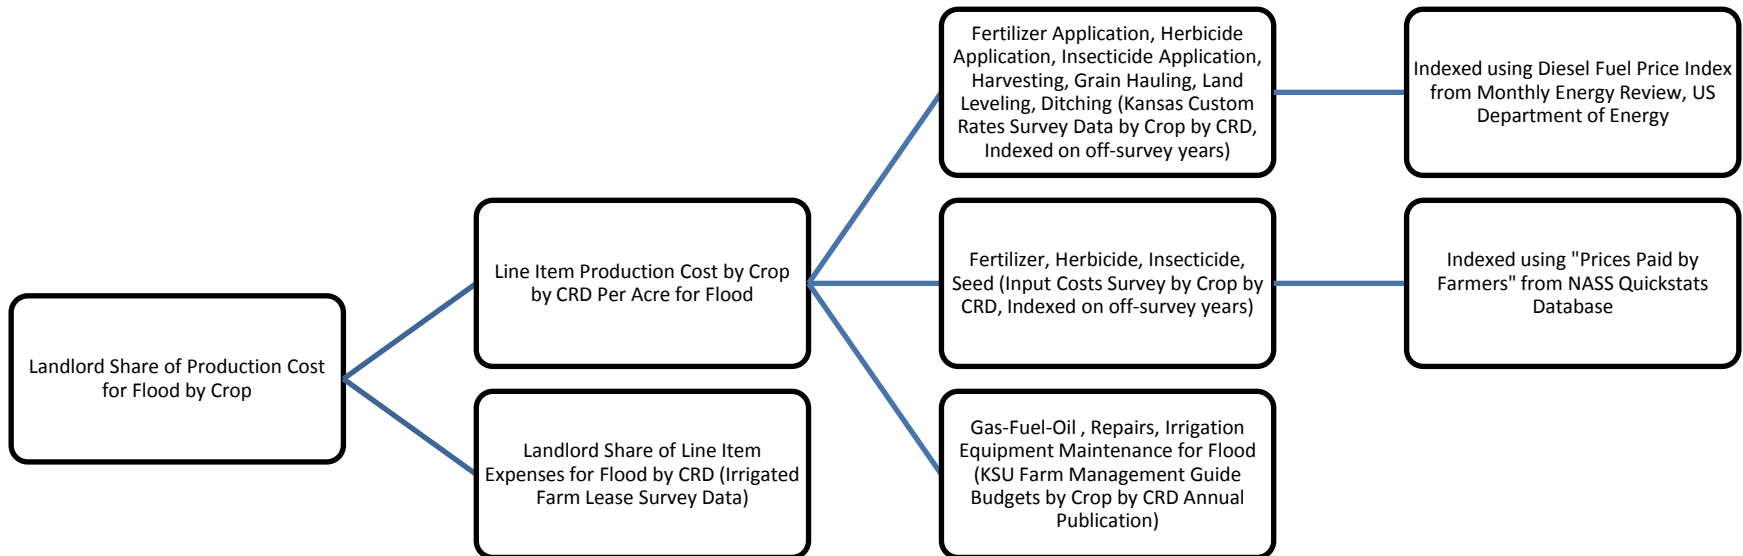 Landlord Share of Production Cost
for Flood by Crop
Line Item Production Cost by Crop
by CRD Per Acre for Flood
Landlord Share of Line Item
Expenses for Flood by CRD (Irrigated
Farm Lease Survey Data)
Fertilizer Application, Herbicide
Application, Insecticide Application,
Harvesting, Grain Hauling, Land
Leveling, Ditching (Kansas Custom
Rates Survey Data by Crop by CRD,
Indexed on off-survey years)
Fertilizer, Herbicide, Insecticide,
Seed (Input Costs Survey by Crop by
CRD, Indexed on off-survey years)
Gas-Fuel-Oil , Repairs, Irrigation
Equipment Maintenance for Flood
(KSU Farm Management Guide
Budgets by Crop by CRD Annual
Publication)
Indexed using Diesel Fuel Price Index
from Monthly Energy Review, US
Department of Energy
Indexed using "Prices Paid by
Farmers" from NASS Quickstats
Database